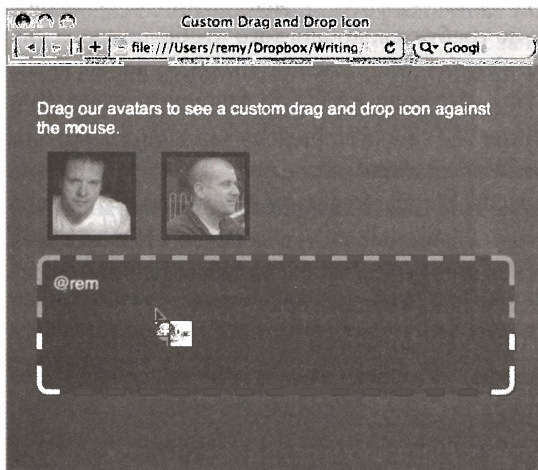 Custom Drag and Drop Icon
file:///Users/remy/Dropbox/Writing/
Google
Drag our avatars to see a custom drag and drop icon against
the mouse.
@rem